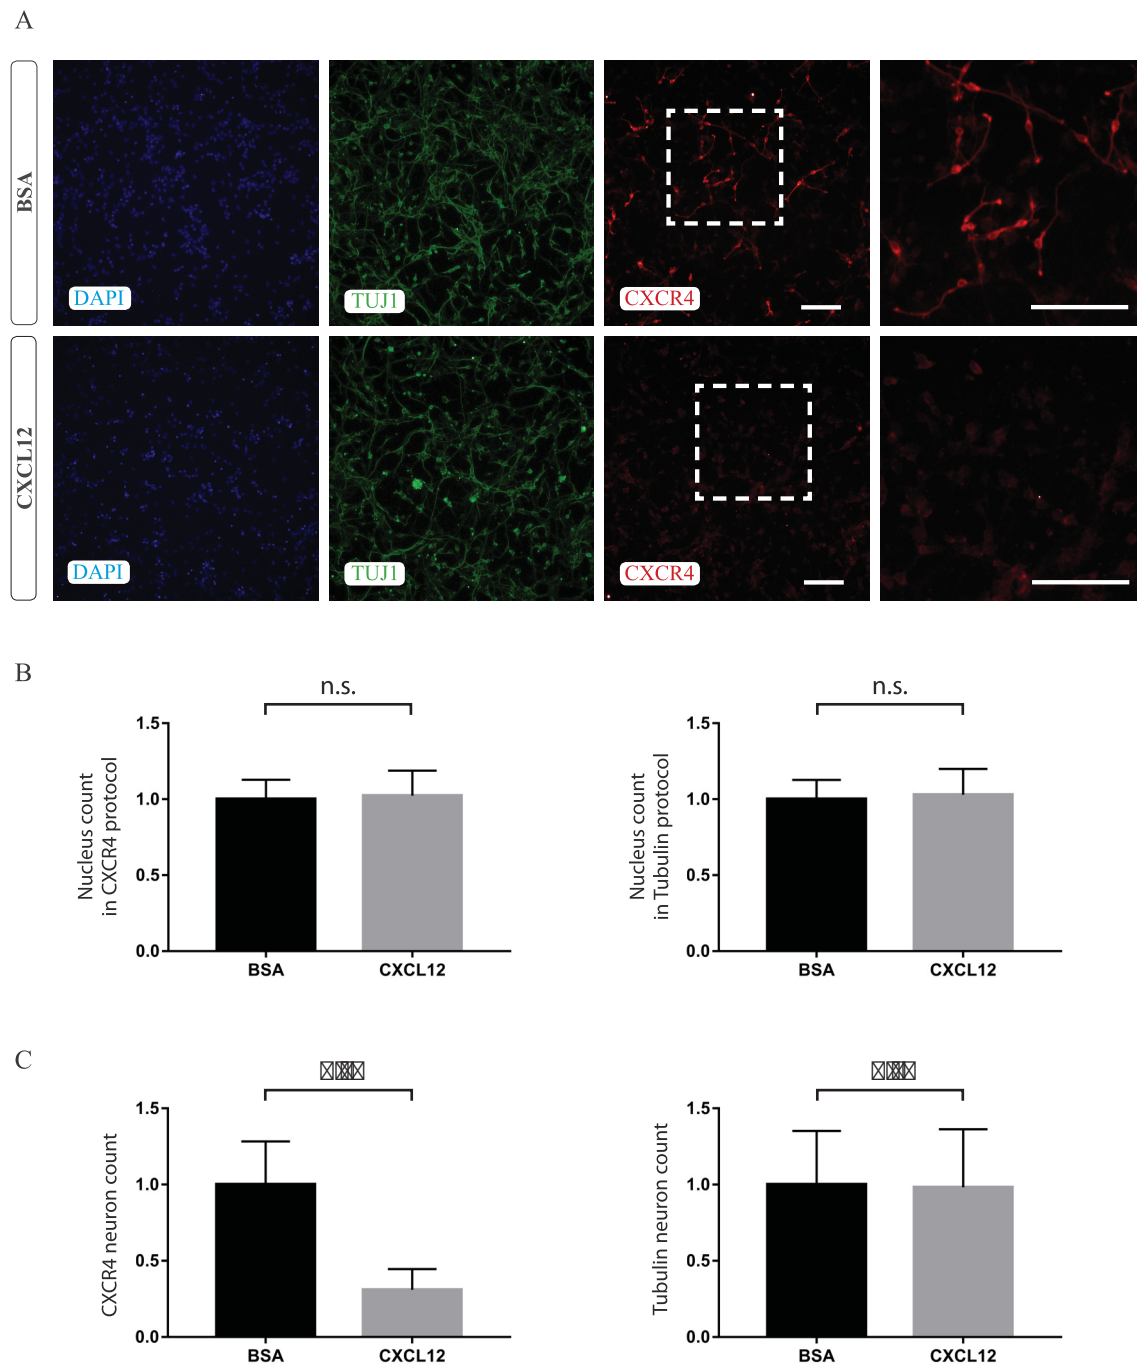 A
BSA
DAPI
TUJ1
CXCR4
CXCL12
DAPI
TUJ1
CXCR4
B
n.s.
Nucleus count
in CXCR4 protocol
1.5
1.0
0.5
0.0
BSA CXCL12
n.s.
Nucleus count
in Tubulin protocol
1.5
1.0
0.5
0.0
BSA CXCL12
C
CXCR4 neuron count
1.5
1.0
0.5
0.0
BSA CXCL12
Tubulin neuron count
1.5
1.0
0.5
0.0
BSA CXCL12